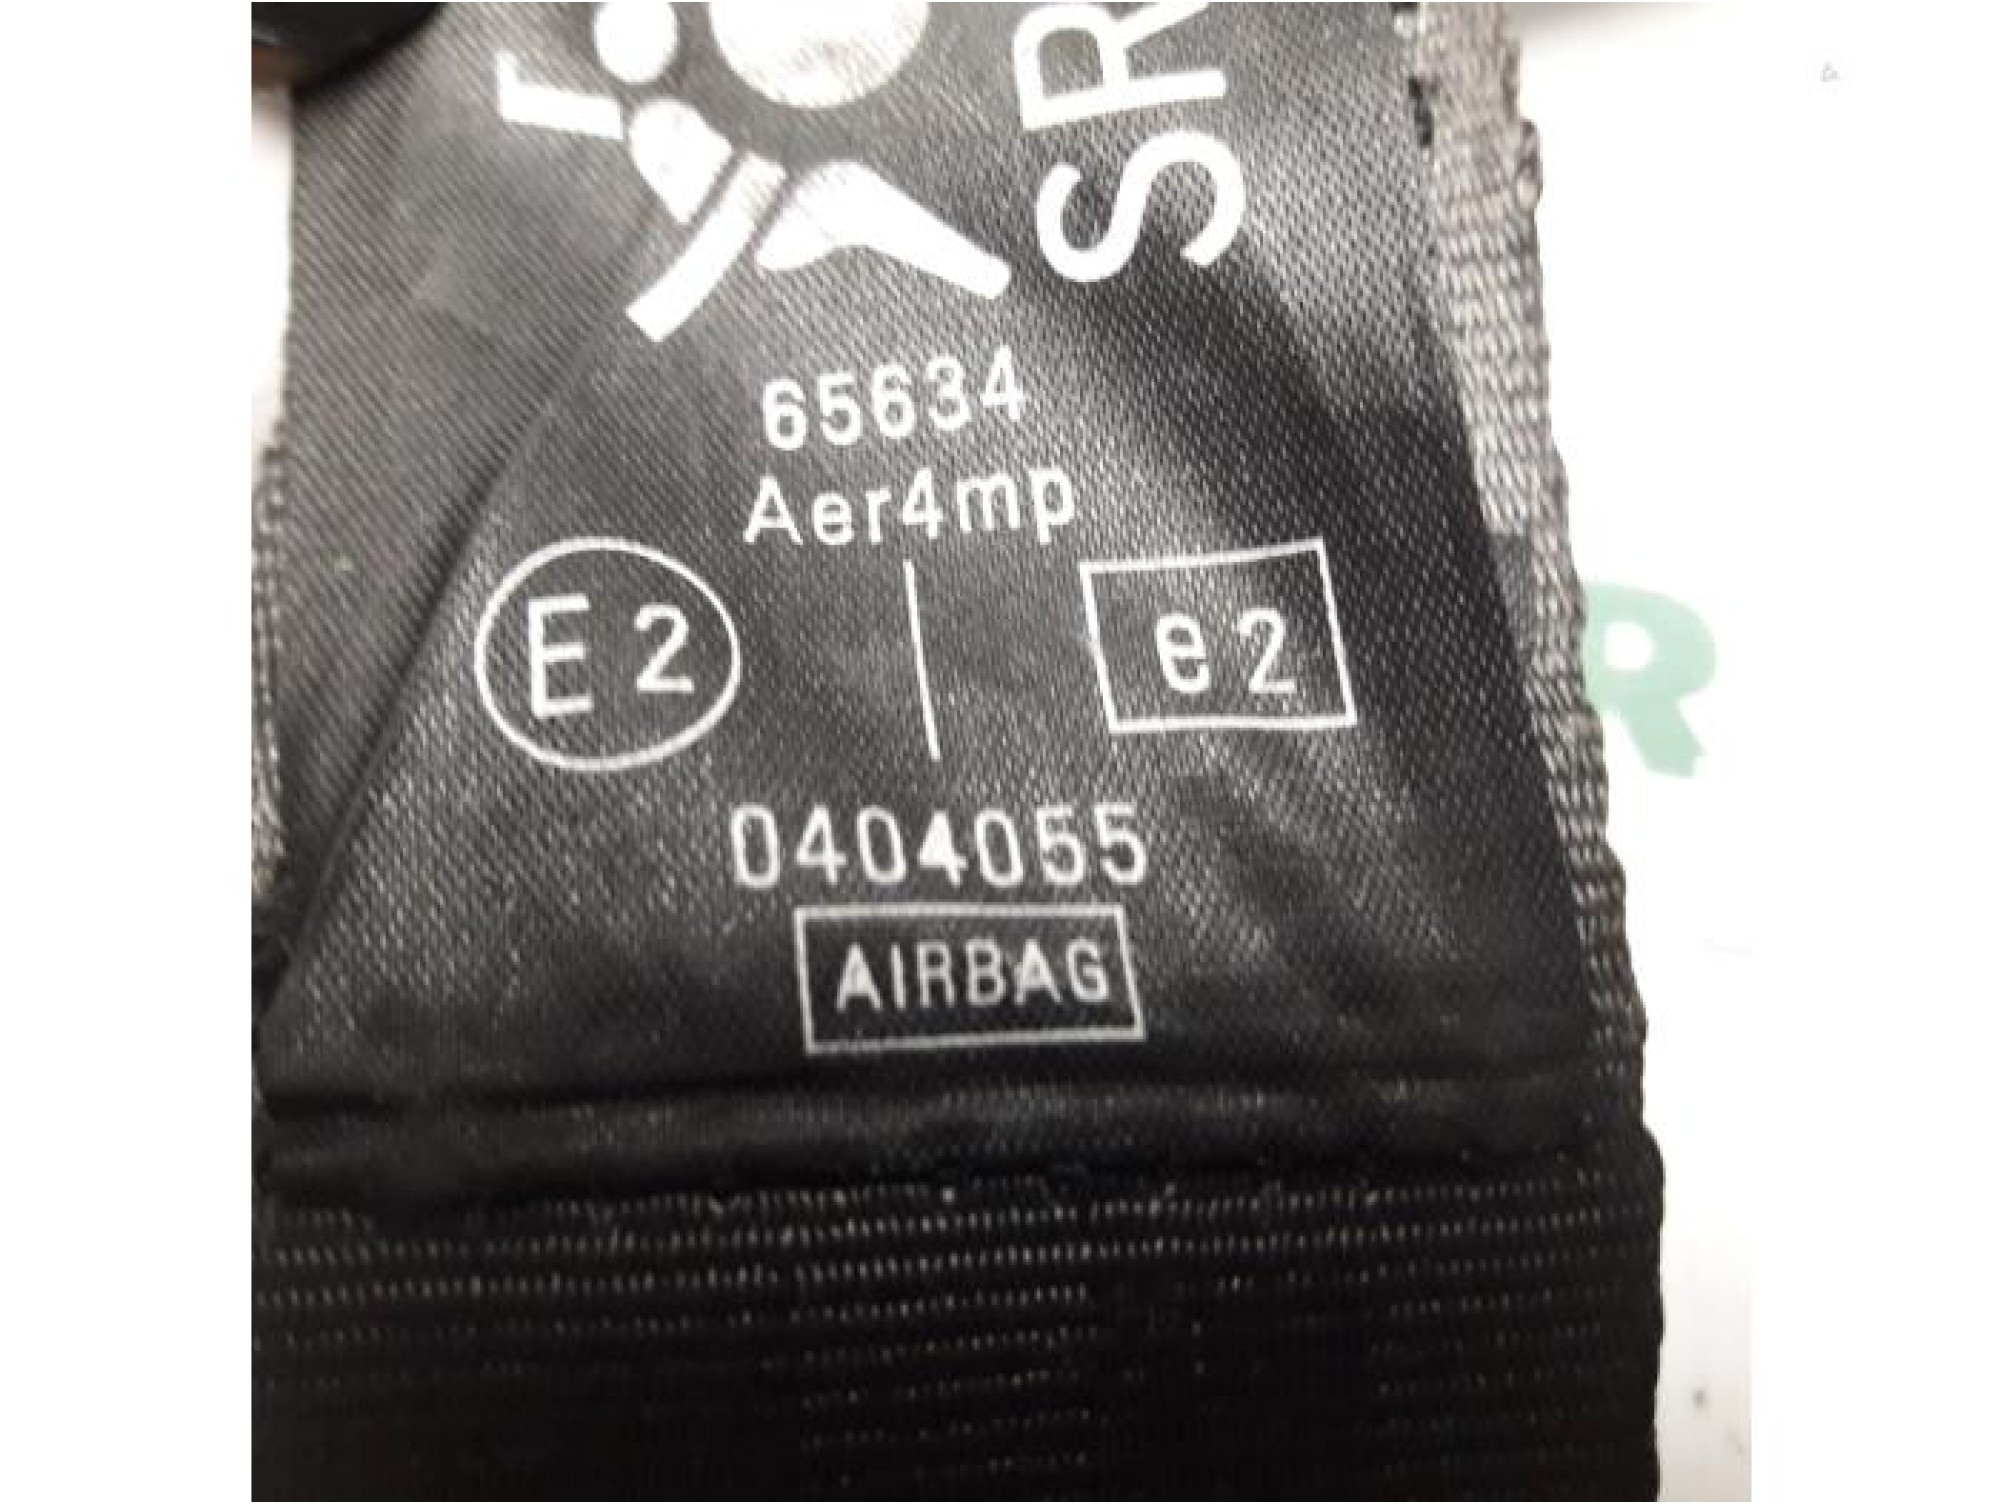 SR
65634
Aer4mp
E2
e2
0404055
AIRBAG
R